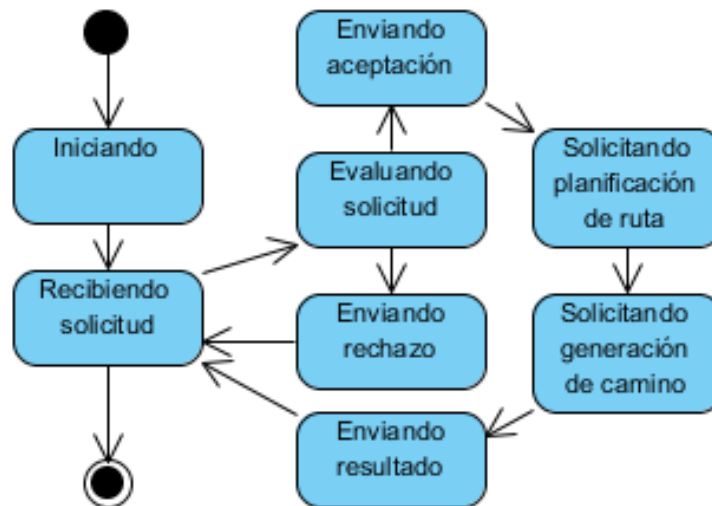 Iniciando
Recibiendo
solicitud
Enviando
aceptación
Evaluando
solicitud
Enviando
rechazo
Enviando
resultado
Solicitando
planificación
de ruta
Solicitando
generación
de camino